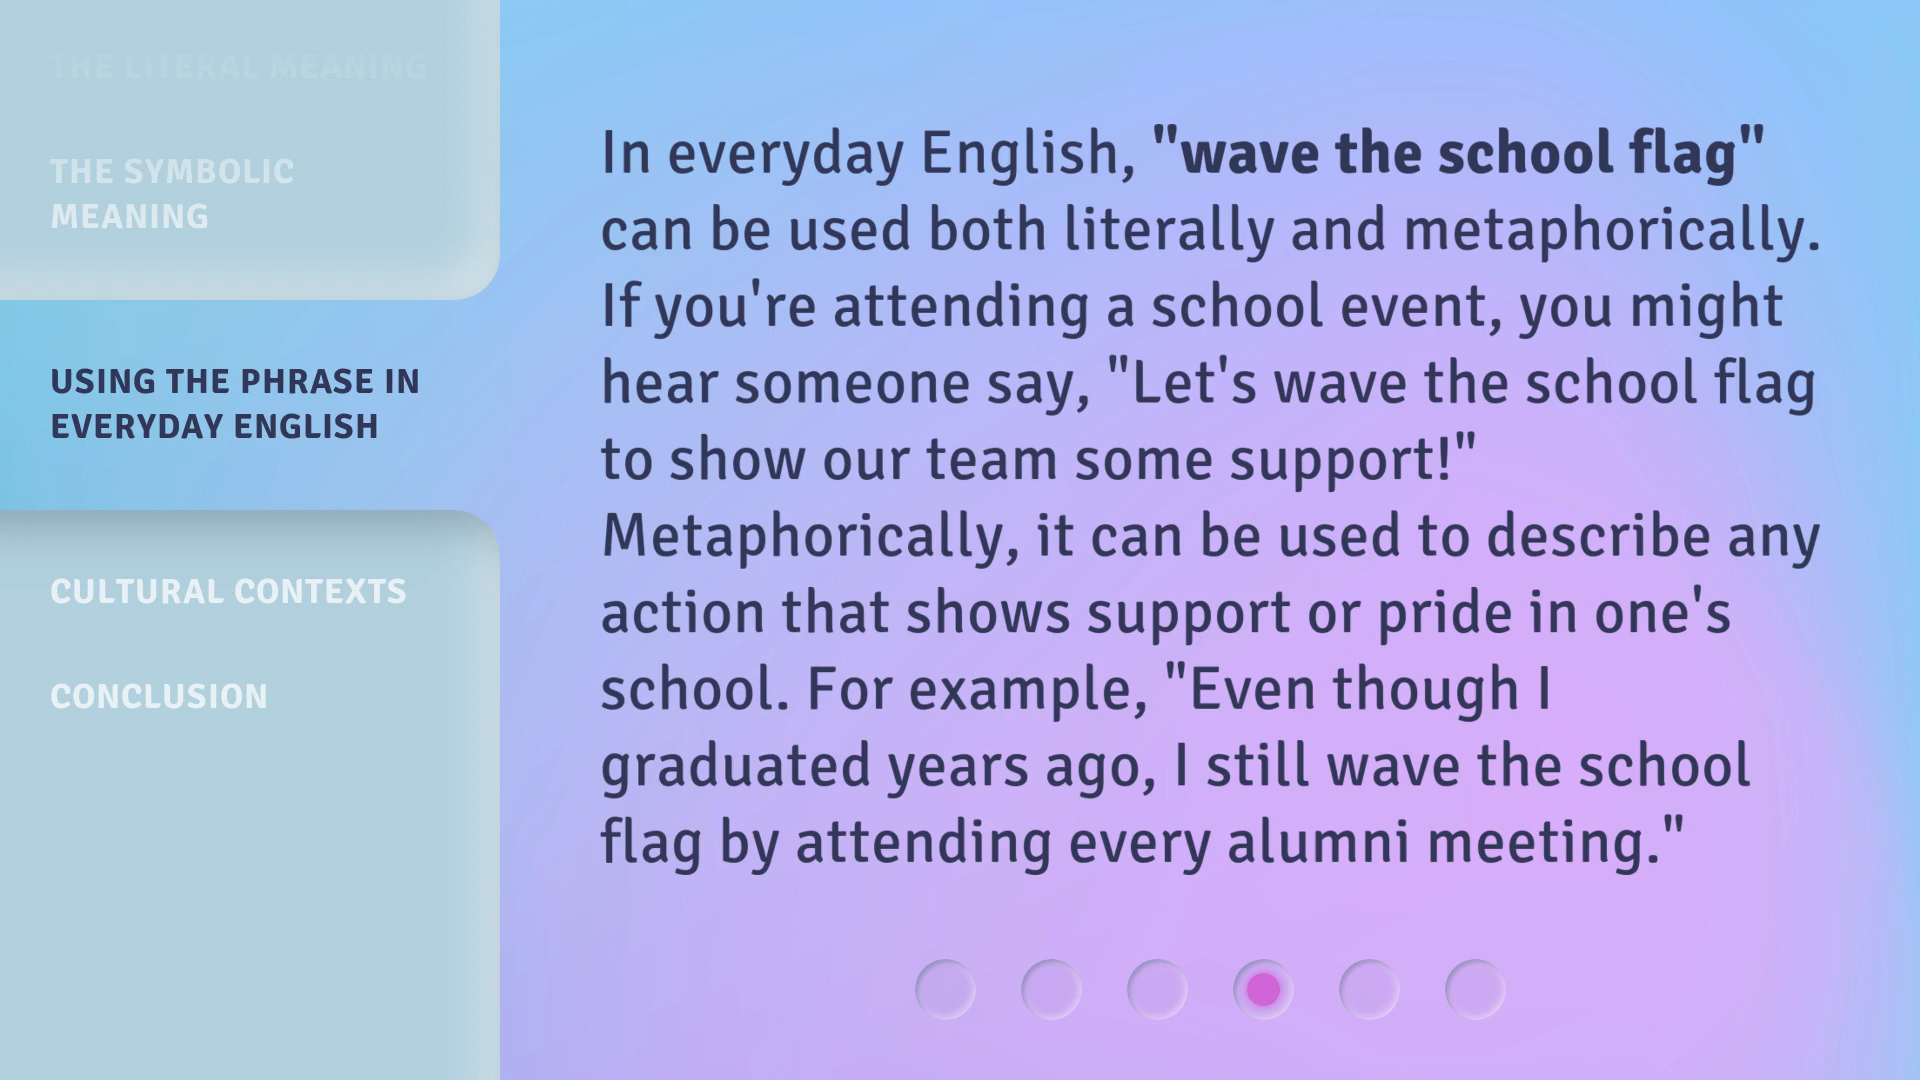 THE LITERAL MEANING
THE SYMBOLIC
MEANING
USING THE PHRASE IN
EVERYDAY ENGLISH
CULTURAL CONTEXTS
CONCLUSION
In everyday English, "wave the school flag"
can be used both literally and metaphorically.
If you're attending a school event, you might
hear someone say, "Let's wave the school flag
to show our team some support!"
Metaphorically, it can be used to describe any
action that shows support or pride in one's
school. For example, "Even though I
graduated years ago, I still wave the school
flag by attending every alumni meeting."